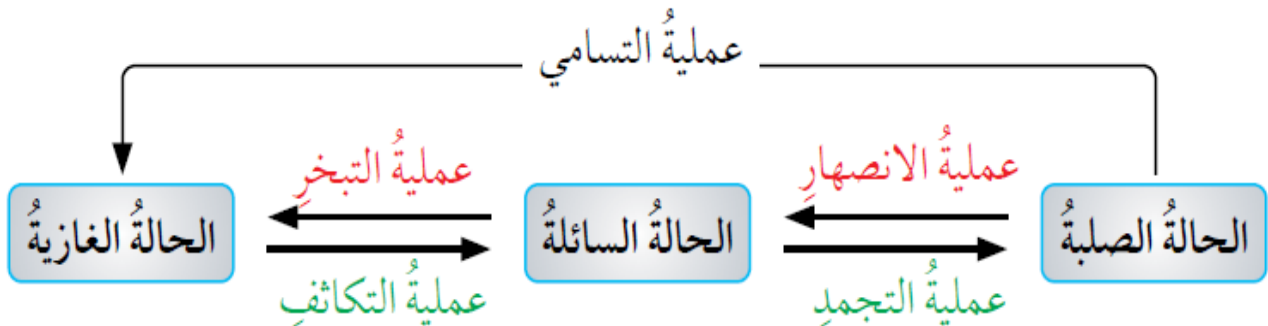 عمليةُ التسامي
عمليةُ الانصهارِ
عمليةُ التبخرِ
الحالةُ الصلبةُ
الحالةُ السائلةُ
الحالةُ الغازيةُ
عمليةُ التجمدِ
عمليةُ التكاثفِ